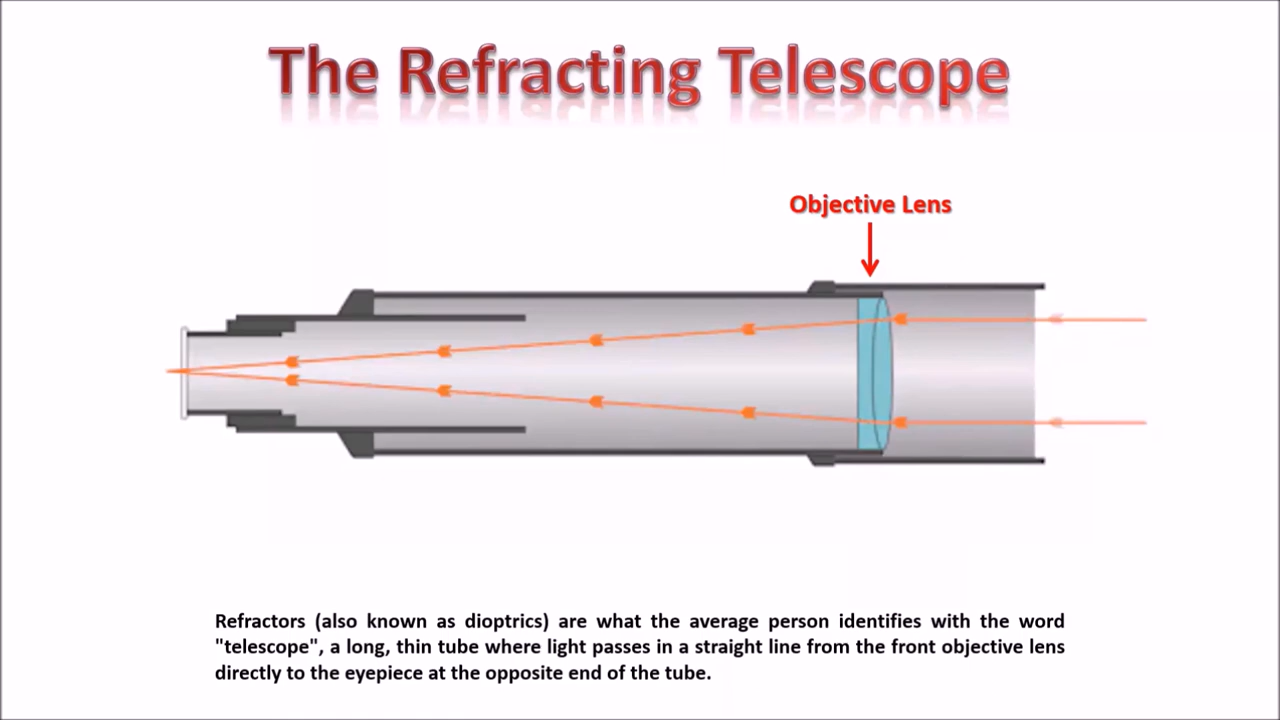 The Refracting Telescope
Objective Lens
Refractors (also known as dioptrics) are what the average person identifies with the word
"telescope", a long, thin tube where light passes in a straight line from the front objective lens
directly to the eyepiece at the opposite end of the tube.